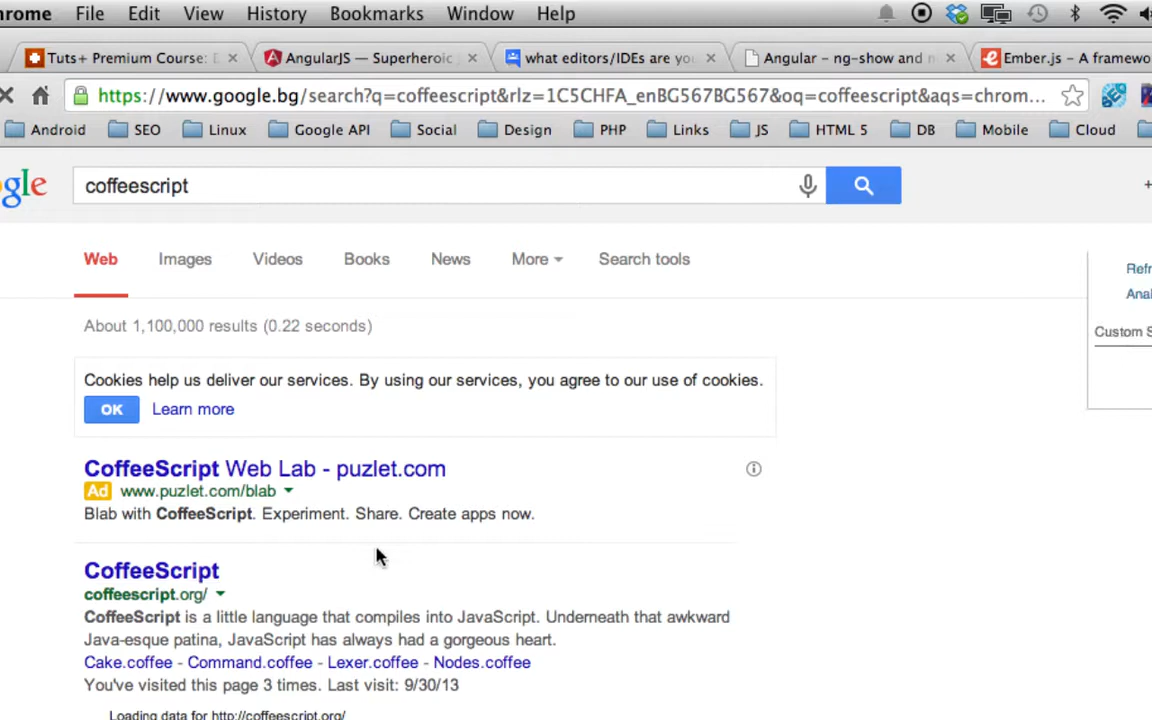 hrome File Edit View History Bookmarks Window Help
Tuts+ Premium Course: AngularJS — Superheroic what editors/IDEs are you Angular - ng-show and Ember.js - A framewo
https://www.google.bg/search?q=coffeescript&rlz=1C5CHFA_enBG567BG567&oq=coffeescript&aqs=chrom...
Android SEO Linux Google API Social Design PHP Links JS HTML 5 DB Mobile Cloud
gle coffeescript
Web Images Videos Books News More Search tools
Refr
Anal
About 1,100,000 results (0.22 seconds)
Custom S
Cookies help us deliver our services. By using our services, you agree to our use of cookies.
OK Learn more
CoffeeScript Web Lab - puzlet.com
Ad www.puzlet.com/blab
Blab with CoffeeScript. Experiment. Share. Create apps now.
CoffeeScript
coffeescript.org/
CoffeeScript is a little language that compiles into JavaScript. Underneath that awkward
Java-esque patina, JavaScript has always had a gorgeous heart.
Cake.coffee - Command.coffee - Lexer.coffee - Nodes.coffee
You've visited this page 3 times. Last visit: 9/30/13
Loading data for http://coffeescript.org/